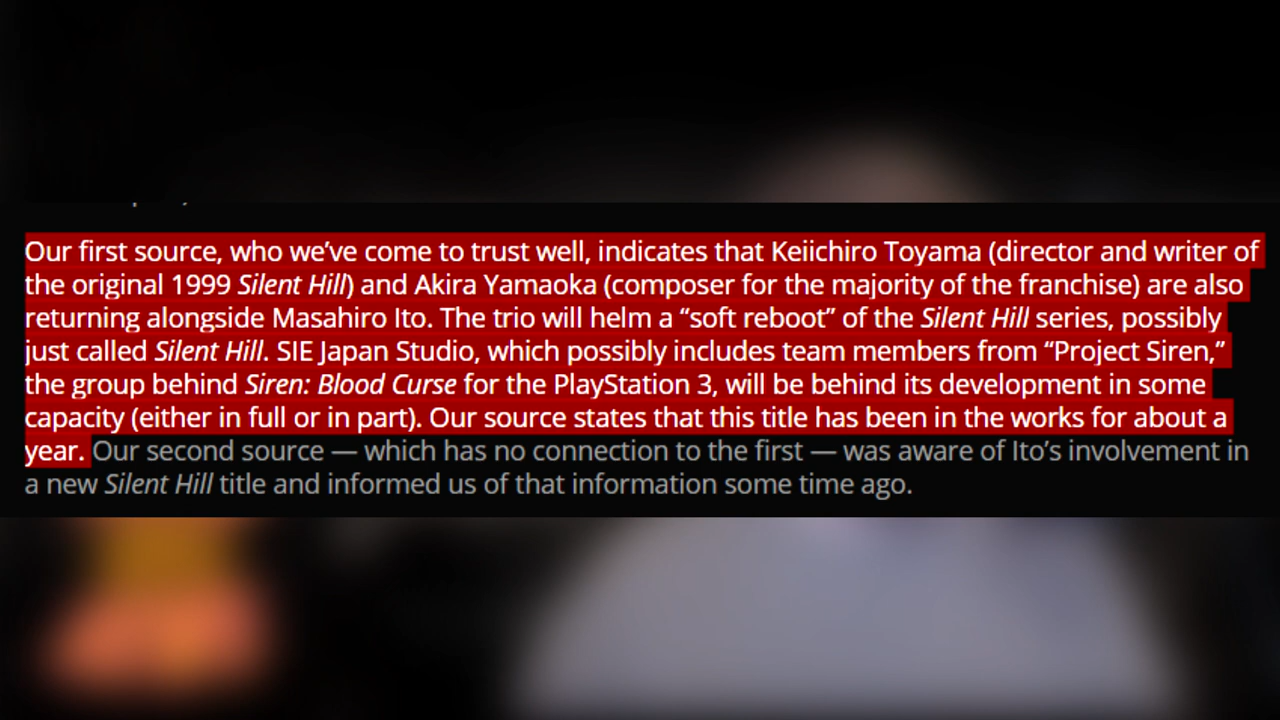 Our first source, who we’ve come to trust well, indicates that Keiichiro Toyama (director and writer of
the original 1999 Silent Hill) and Akira Yamaoka (composer for the majority of the franchise) are also
returning alongside Masahiro Ito. The trio will helm a “soft reboot” of the Silent Hill series, possibly
just called Silent Hill. SIE Japan Studio, which possibly includes team members from “Project Siren,”
the group behind Siren: Blood Curse for the PlayStation 3, will be behind its development in some
capacity (either in full or in part). Our source states that this title has been in the works for about a
year. Our second source — which has no connection to the first — was aware of Ito’s involvement in
a new Silent Hill title and informed us of that information some time ago.